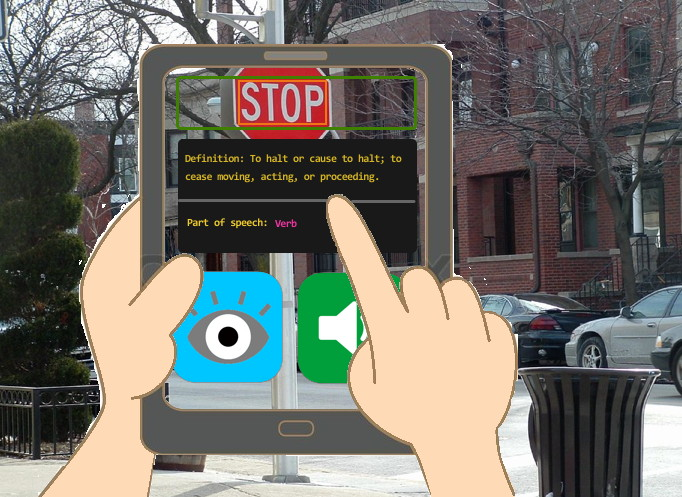 STOP
Definition: To halt or cause to halt; to
cease moving, acting, or proceeding.
Part of speech: Verb